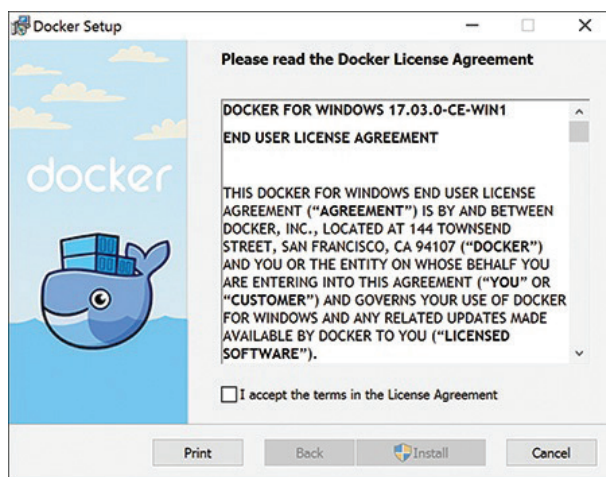 Docker Setup
Please read the Docker License Agreement
DOCKER FOR WINDOWS 17.03.0-CE-WIN1
END USER LICENSE AGREEMENT
docker
THIS DOCKER FOR WINDOWS END USER LICENSE
AGREEMENT (“AGREEMENT”) IS BY AND BETWEEN
DOCKER, INC., LOCATED AT 144 TOWNSEND
STREET, SAN FRANCISCO, CA 94107 (“DOCKER”)
AND YOU OR THE ENTITY ON WHOSE BEHALF YOU
ARE ENTERING INTO THIS AGREEMENT (“YOU” OR
“CUSTOMER”) AND GOVERNS YOUR USE OF DOCKER
FOR WINDOWS AND ANY RELATED UPDATES MADE
AVAILABLE BY DOCKER TO YOU (“LICENSED
SOFTWARE”).
I accept the terms in the License Agreement
Print Back Install Cancel